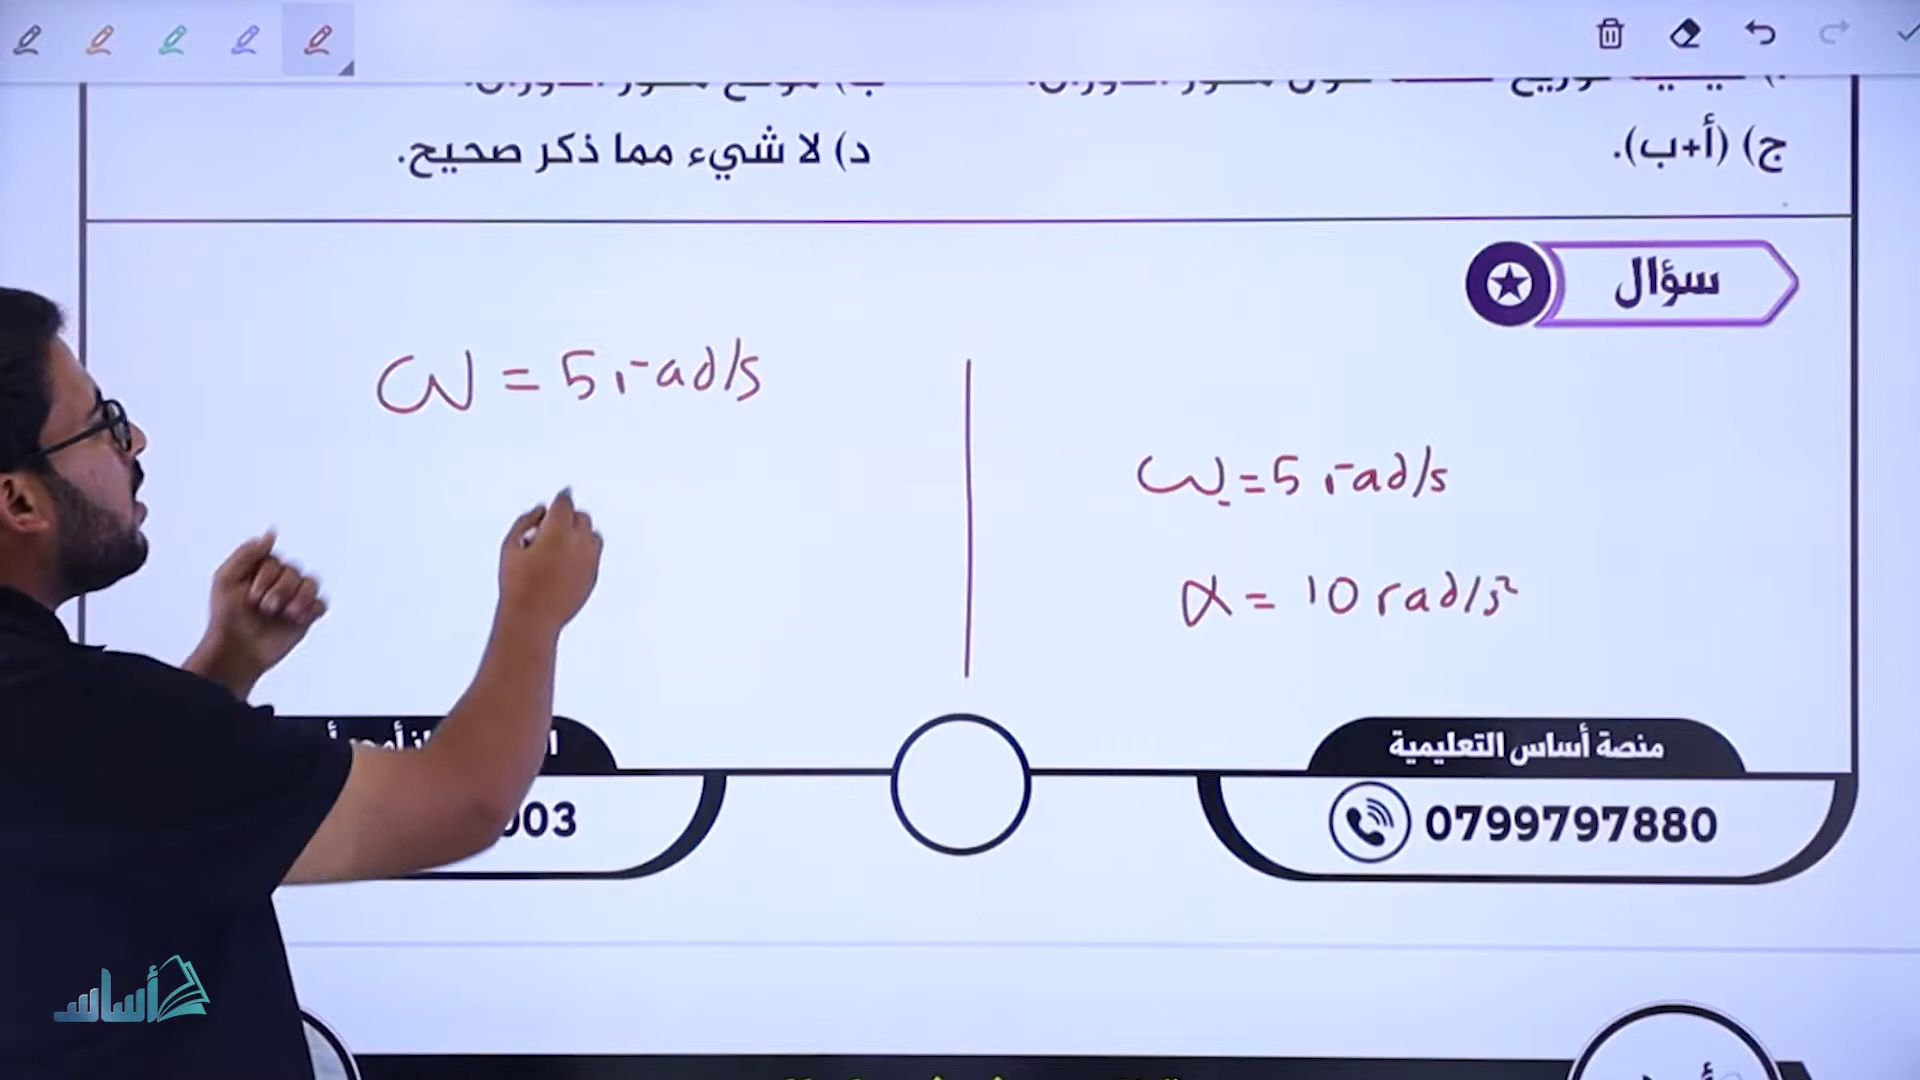 ج) (أ+ب).
د) لا شيء مما ذكر صحيح.
سؤال
ω = 5 rad/s
ω. = 5 rad/s
α = 10 rad/s²
منصة أساس التعليمية
0799797880
003
أساس